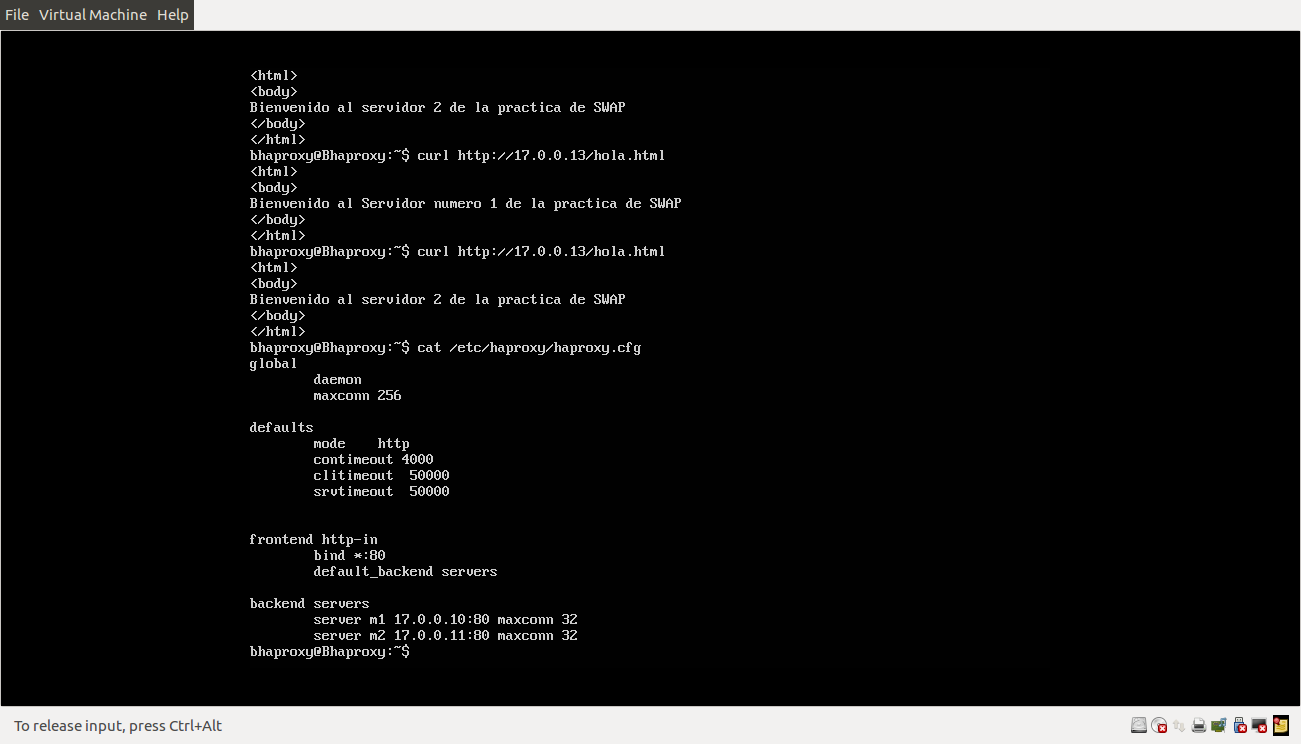 File Virtual Machine Help
<html>
<body>
Bienvenido al servidor 2 de la practica de SWAP
</body>
</html>
bhaproxy@Bhaproxy:~$ curl http://17.0.0.13/hola.html
<html>
<body>
Bienvenido al Servidor numero 1 de la practica de SWAP
</body>
</html>
bhaproxy@Bhaproxy:~$ curl http://17.0.0.13/hola.html
<html>
<body>
Bienvenido al servidor 2 de la practica de SWAP
</body>
</html>
bhaproxy@Bhaproxy:~$ cat /etc/haproxy/haproxy.cfg
global
        daemon
        maxconn 256

defaults
        mode    http
        contimeout 4000
        clitimeout  50000
        srvtimeout  50000


frontend http-in
        bind *:80
        default_backend servers

backend servers
        server m1 17.0.0.10:80 maxconn 32
        server m2 17.0.0.11:80 maxconn 32
bhaproxy@Bhaproxy:~$
To release input, press Ctrl+Alt